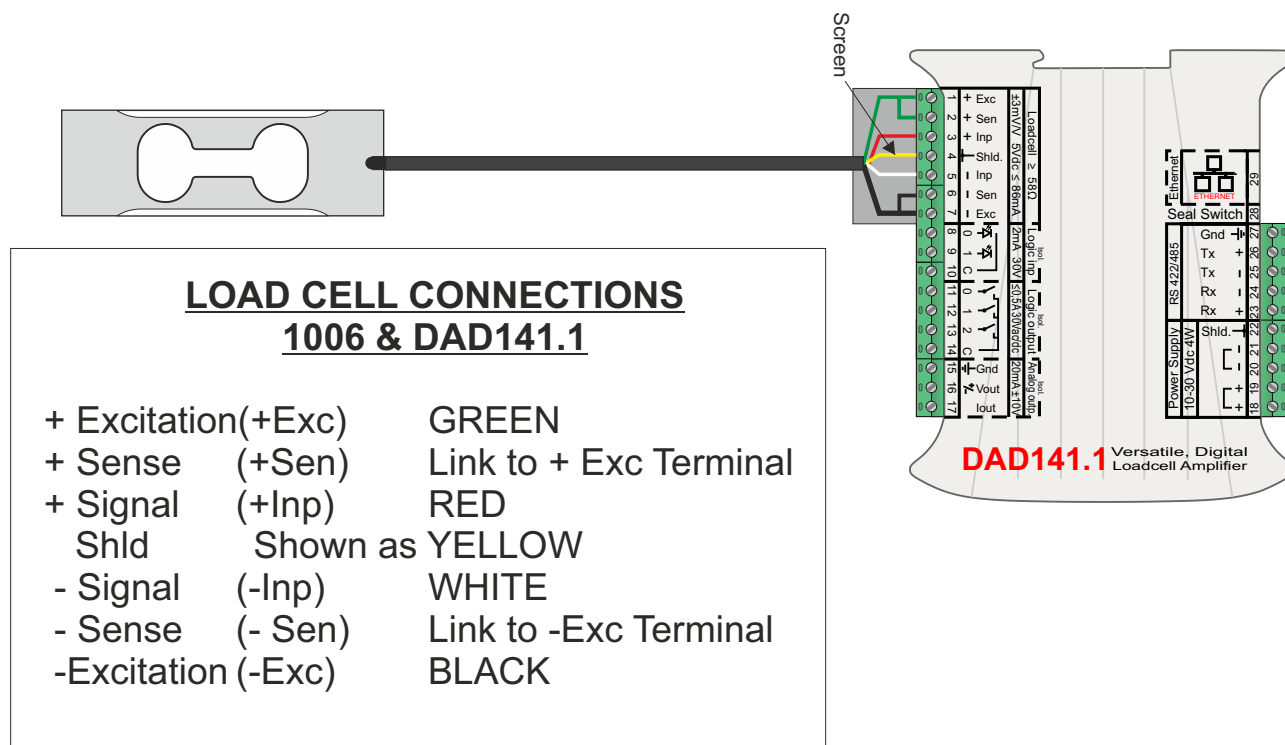 Screen
1 + Exc
2 + Sen
3 + Inp
4 Shld.
5 - Inp
6 - Sen
7 - Exc
8 0
9 1
10 C
11 0
12 1
13 2
14 C
15 Gnd
16 Vout
17 Iout
Loadcell ≥ 58Ω
±3mV/V 5Vdc ≤ 86mA
Isol.
Logic inp
2mA 30V
Isol.
Logic output
≤0,5A30Vac/dc
Isol.
Analog outp.
20mA±10V
Ethernet
ETHERNET
29
Seal Switch 28
RS 422/485
Gnd 27
Tx + 26
Tx - 25
Rx - 24
Rx + 23
Power Supply
10-30 Vdc 4W
Shld. 22
- 21
- 20
+ 19
+ 18
DAD141.1 Versatile, Digital
Loadcell Amplifier
LOAD CELL CONNECTIONS
1006 & DAD141.1
+ Excitation(+Exc) GREEN
+ Sense (+Sen) Link to + Exc Terminal
+ Signal (+Inp) RED
Shld Shown as YELLOW
- Signal (-Inp) WHITE
- Sense (- Sen) Link to -Exc Terminal
-Excitation (-Exc) BLACK